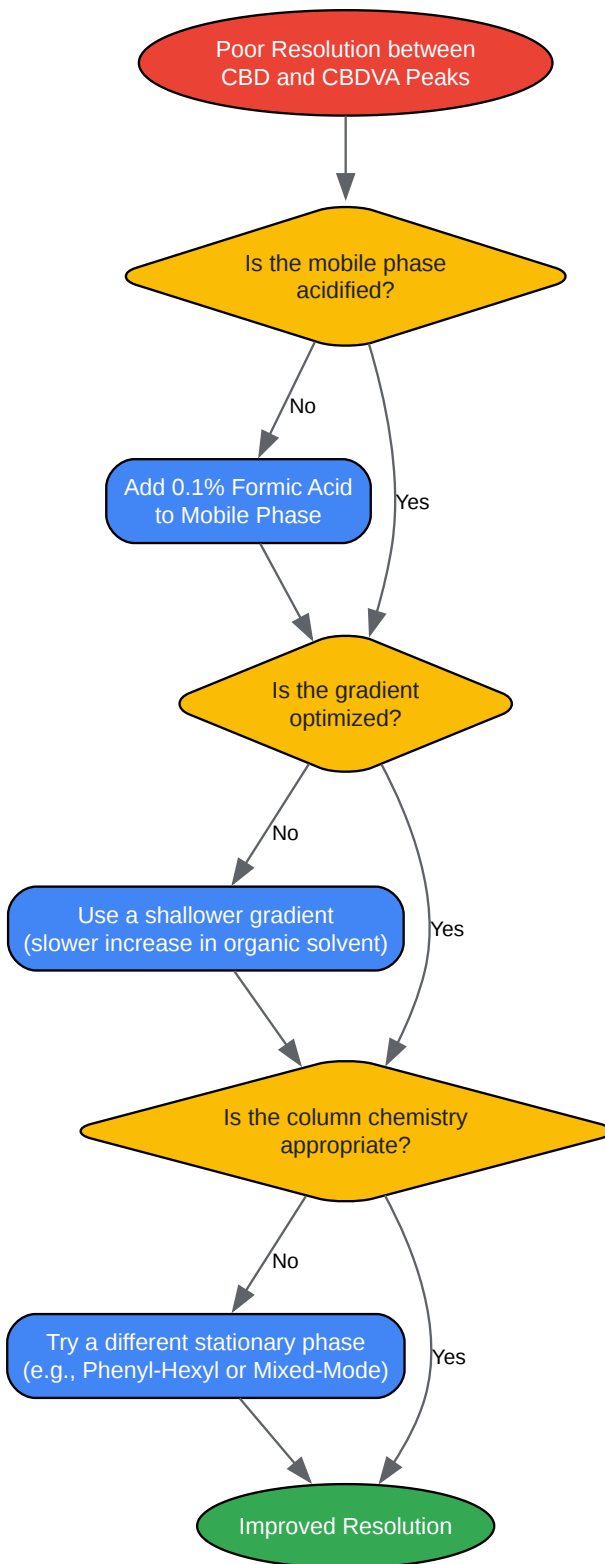 Poor Resolution between
CBD and CBDVA Peaks
Is the mobile phase
acidified?
No
Add 0.1% Formic Acid
to Mobile Phase
Yes
Is the gradient
optimized?
No
Use a shallower gradient
(slower increase in organic solvent)
Yes
Is the column chemistry
appropriate?
No
Try a different stationary phase
(e.g., Phenyl-Hexyl or Mixed-Mode)
Yes
Improved Resolution